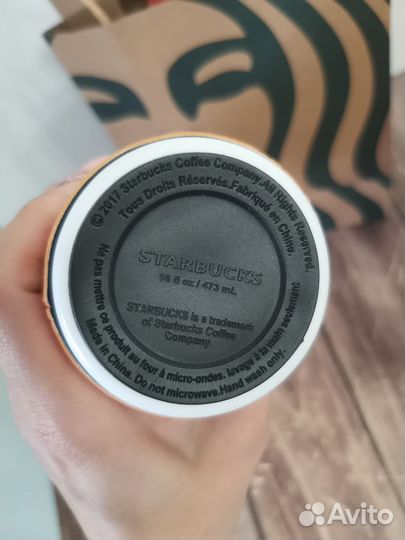 © 2017 Starbucks Coffee Company.All Rights Reserved.
Tous Droits Réservés.Fabriqué en Chine.
STARBUCKS
16 fl oz / 473 mL
STARBUCKS is a trademark
of Starbucks Coffee
Company
Ne pas metre ce produit au four à micro-ondes. lavage à la main seulement
Made in China. Do not microwave.Hand wash only.
Avito